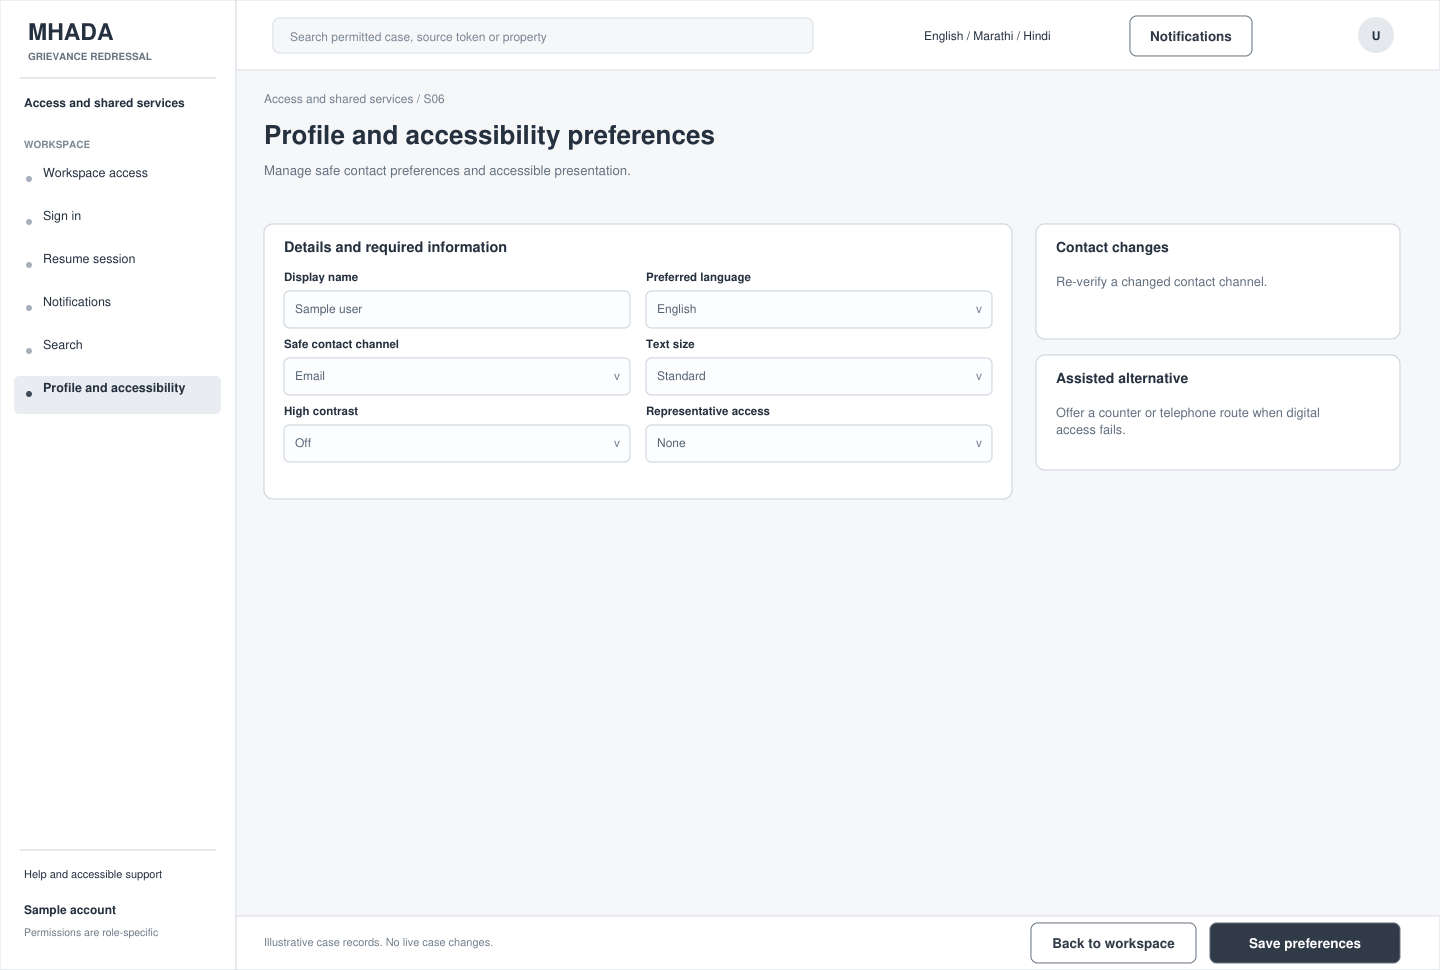 MHADA
GRIEVANCE REDRESSAL
Access and shared services
WORKSPACE
Workspace access
Sign in
Resume session
Notifications
Search
Profile and accessibility
Help and accessible support
Sample account
Permissions are role-specific
Search permitted case, source token or property
English / Marathi / Hindi
Notifications
U
Access and shared services / S06
Profile and accessibility preferences
Manage safe contact preferences and accessible presentation.
Details and required information
Display name
Sample user
Preferred language
English v
Safe contact channel
Email v
Text size
Standard v
High contrast
Off v
Representative access
None v
Contact changes
Re-verify a changed contact channel.
Assisted alternative
Offer a counter or telephone route when digital
access fails.
Illustrative case records. No live case changes.
Back to workspace
Save preferences